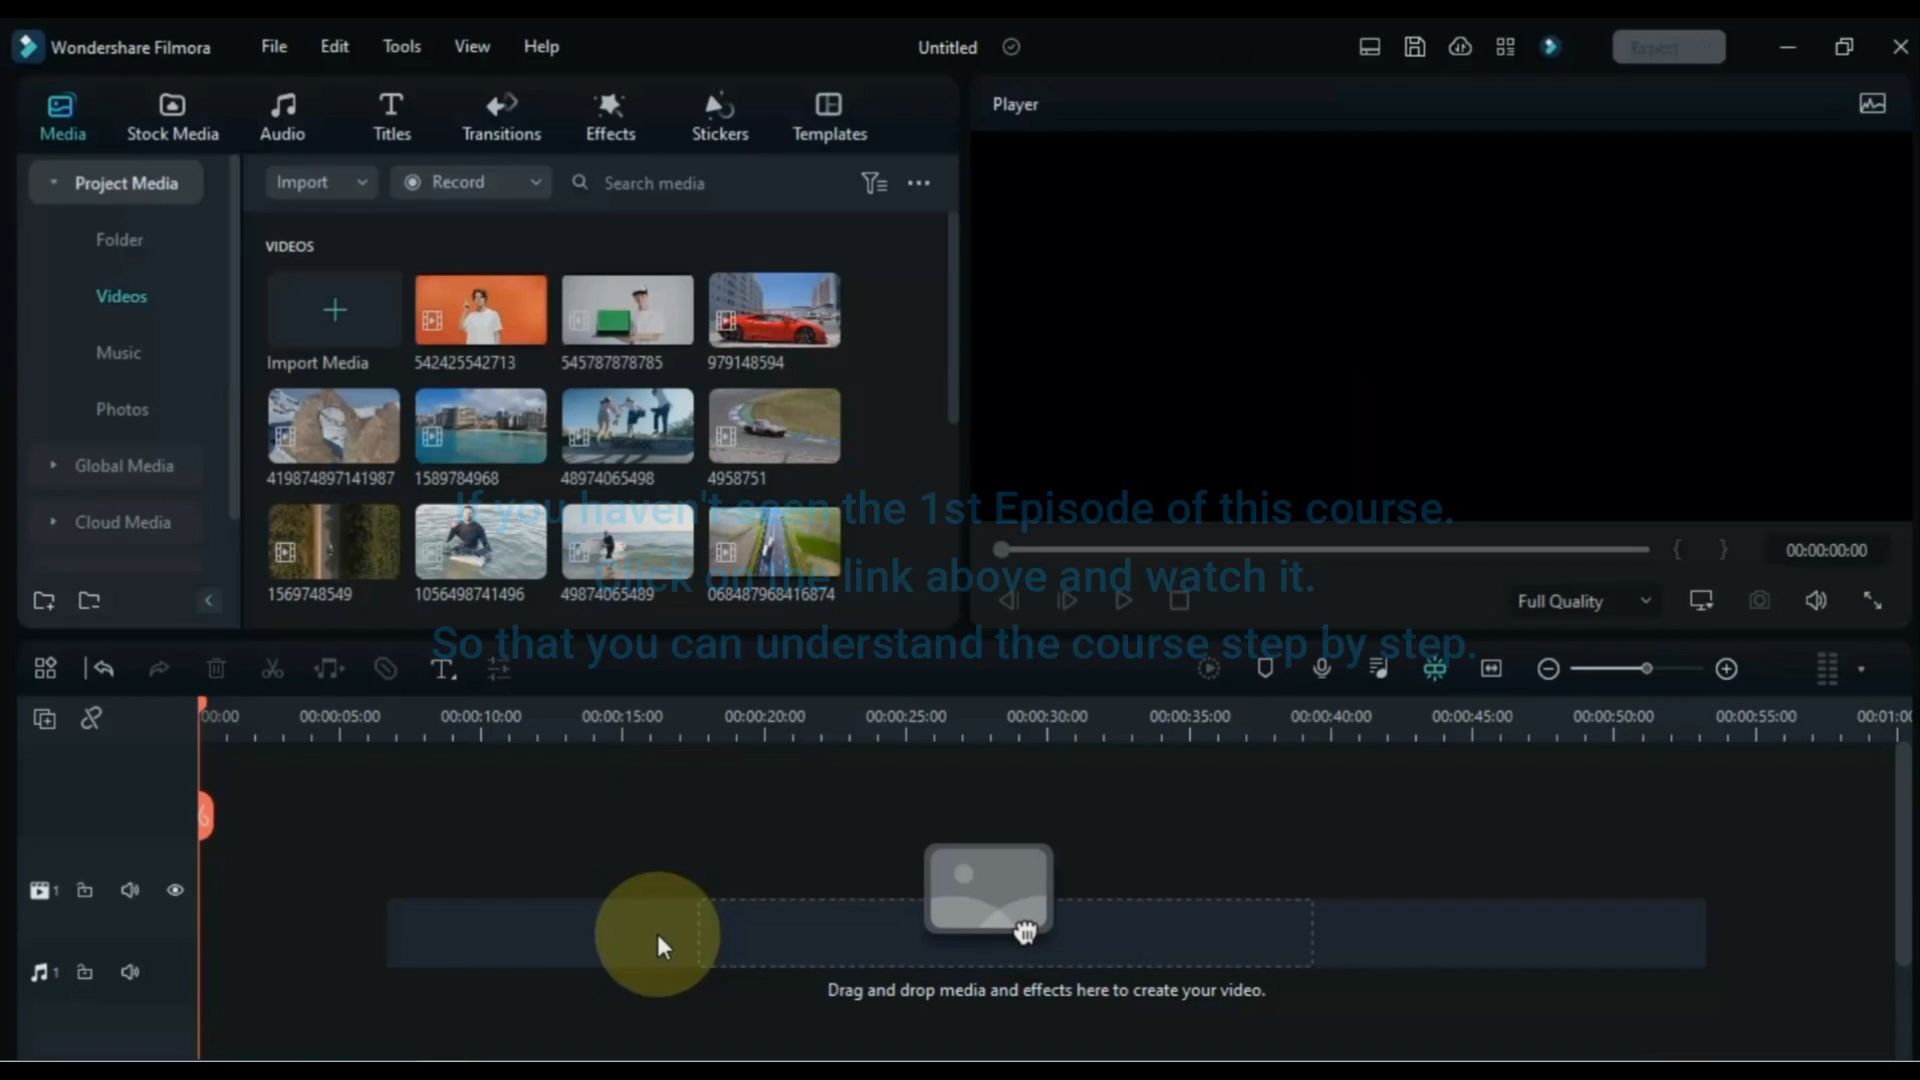 Wondershare Filmora File Edit Tools View Help Untitled Export
Media Stock Media Audio Titles Transitions Effects Stickers Templates Player
Project Media Import Record Search media
Folder
VIDEOS
Videos
Import Media 542425542713 545787878785 979148594
Music
Photos
Global Media
419874897141987 1589784968 48974065498 4958751
Cloud Media
If you haven't seen the 1st Episode of this course.
00:00:00:00
Click on the link above and watch it.
1569748549 1056498741496 49874065489 068487968416874
Full Quality
So that you can understand the course step by step.
00:00 00:00:05:00 00:00:10:00 00:00:15:00 00:00:20:00 00:00:25:00 00:00:30:00 00:00:35:00 00:00:40:00 00:00:45:00 00:00:50:00 00:00:55:00 00:01:00
1
1
Drag and drop media and effects here to create your video.